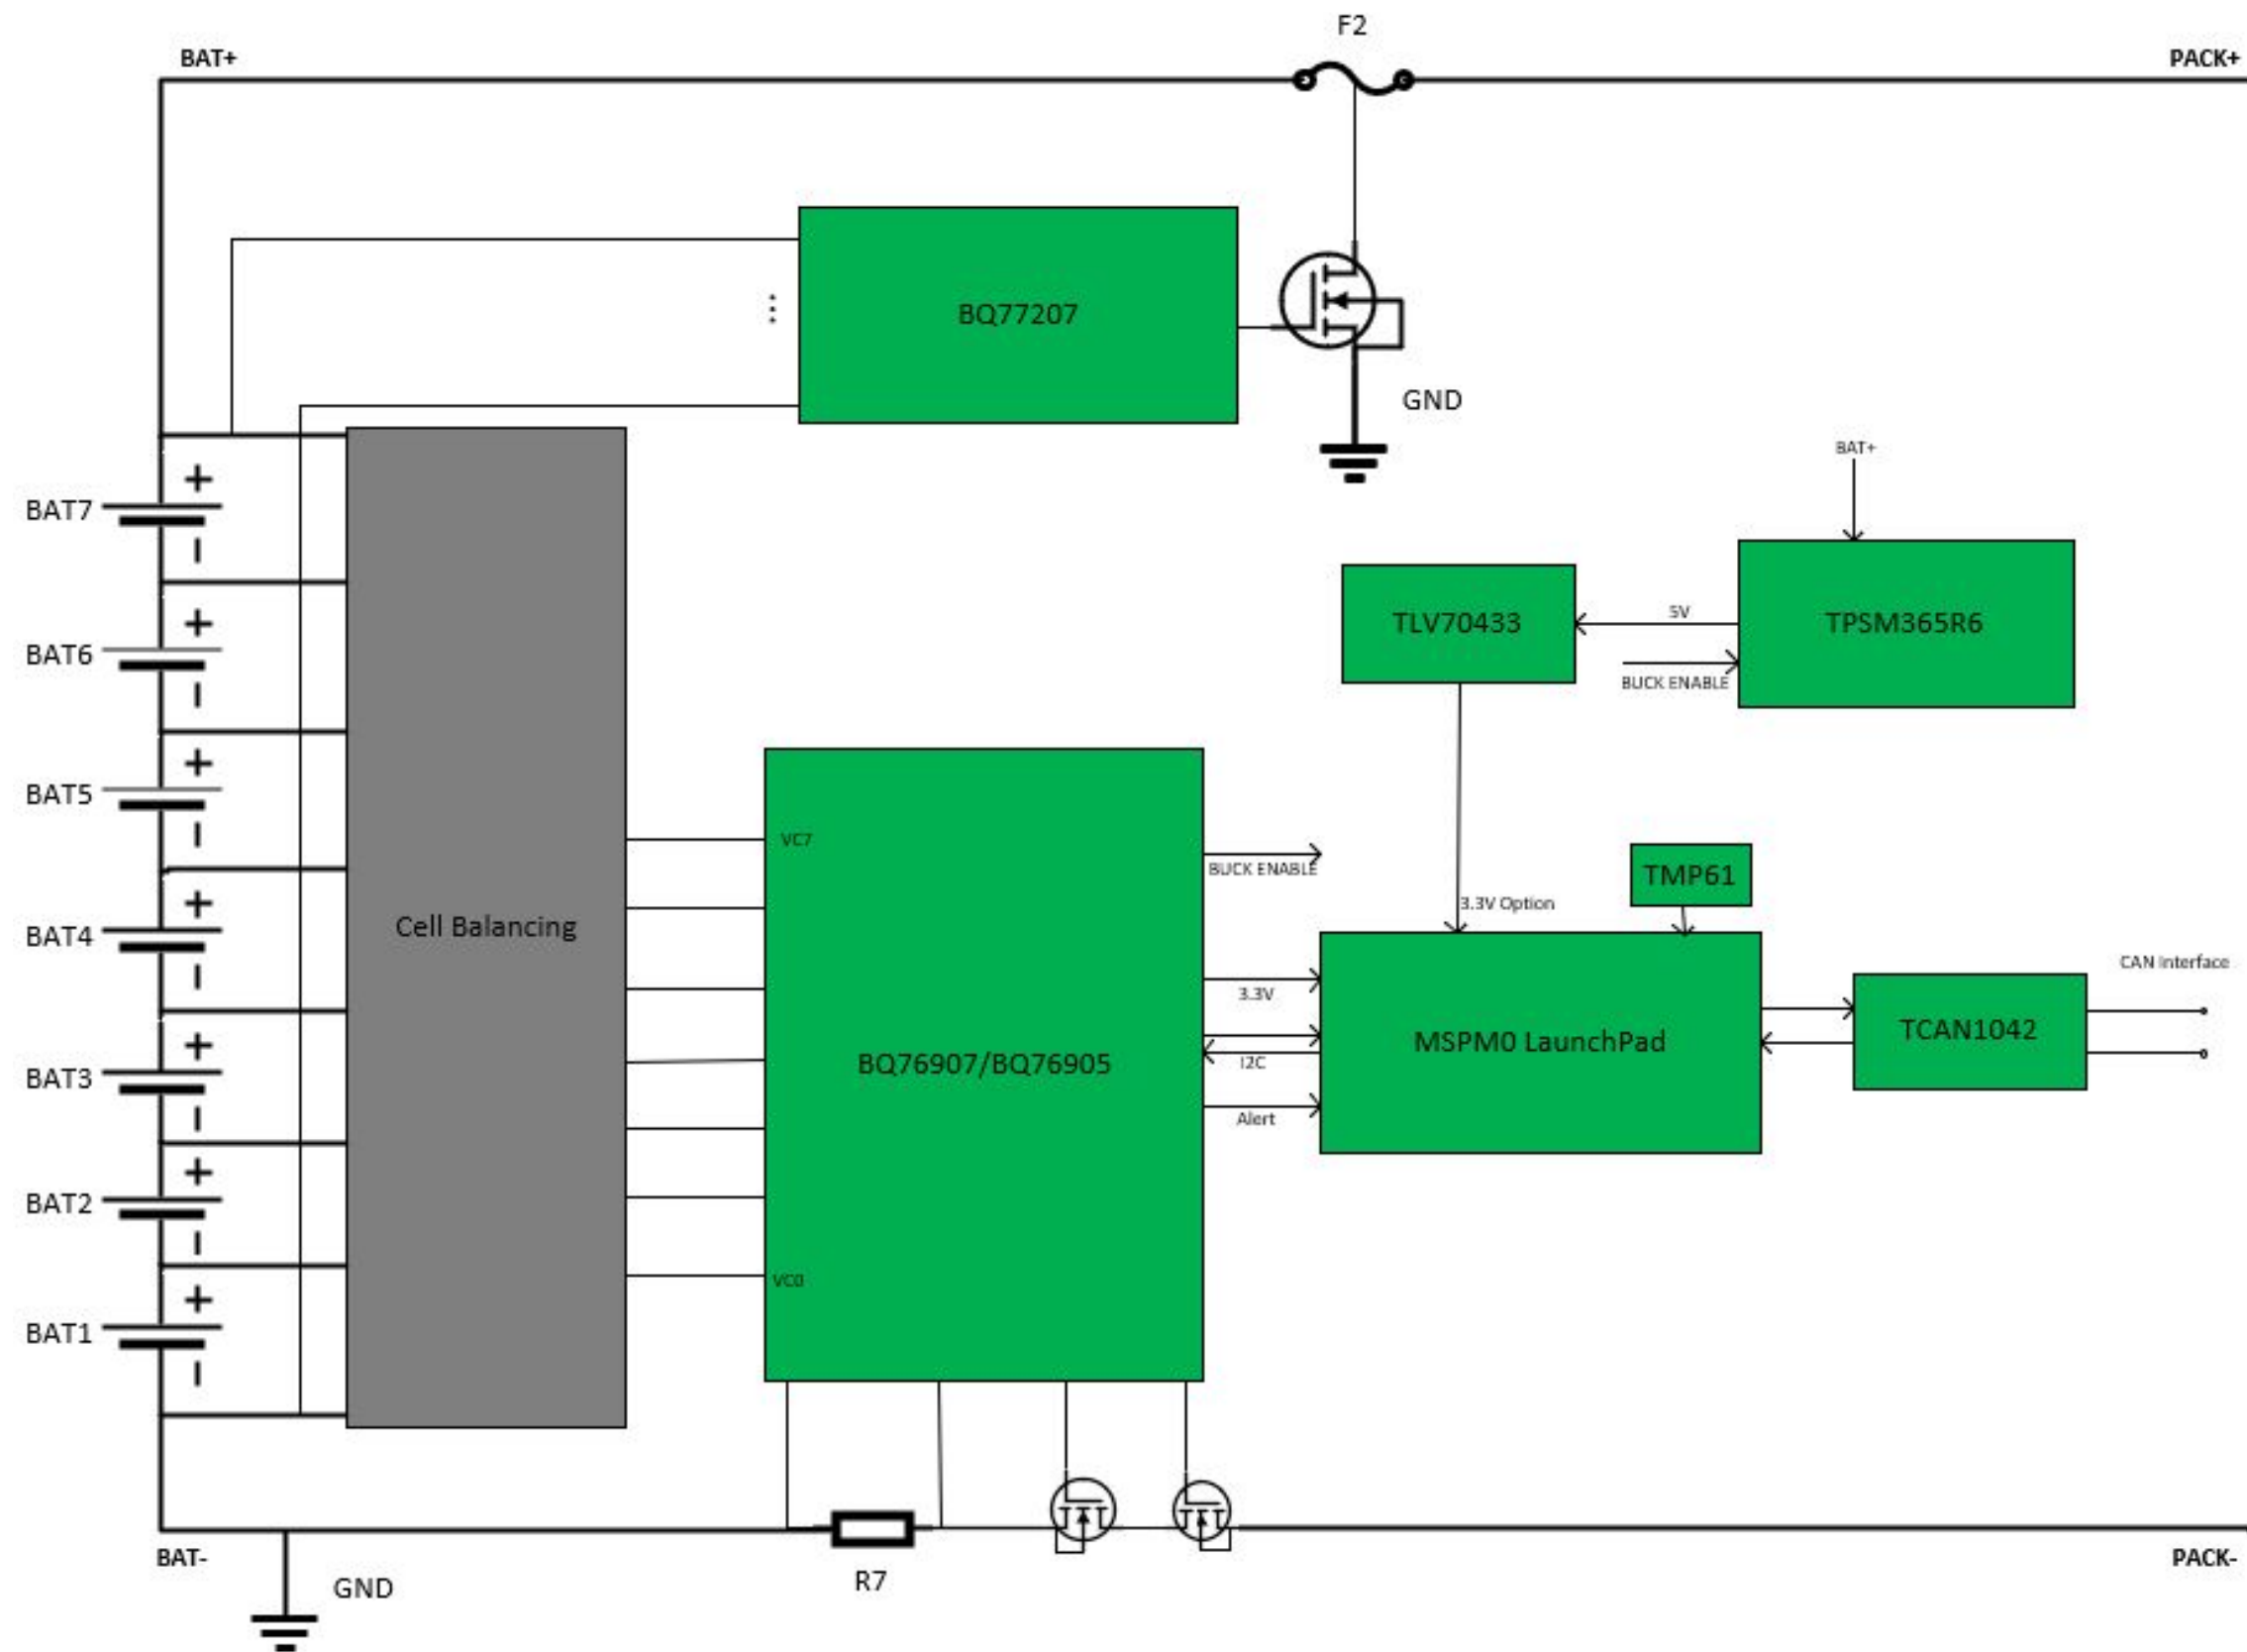 F2
BAT+
PACK+
BQ77207
GND
BAT+
BAT7
TLV70433
5V
TPSM365R6
BAT6
BUCK ENABLE
BAT5
VC7
BUCK ENABLE
TMP61
3.3V Option
Cell Balancing
BAT4
CAN Interface
3.3V
MSPM0 LaunchPad
TCAN1042
BQ76907/BQ76905
I2C
BAT3
Alert
BAT2
VC0
BAT1
BAT-
PACK-
R7
GND